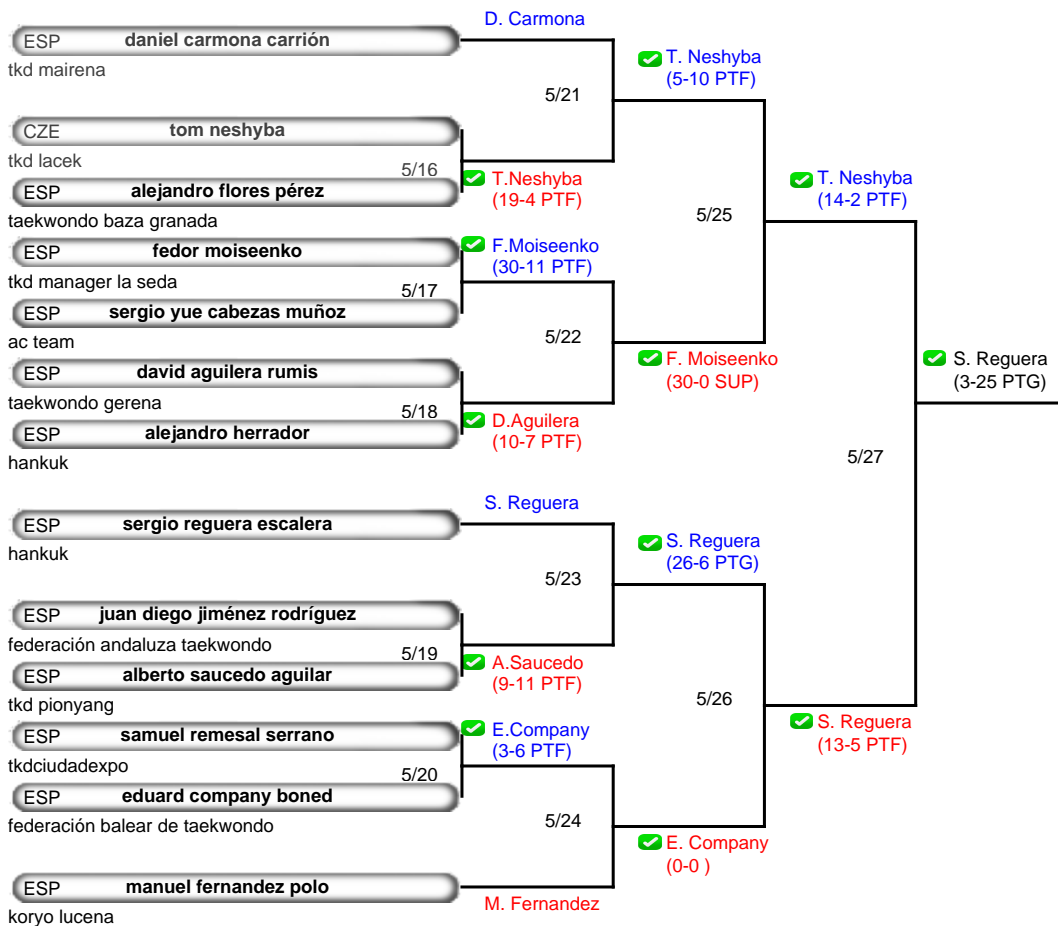 D. Carmona
ESP daniel carmona carrión
tkd mairena
T. Neshyba
(5-10 PTF)
5/21
CZE tom neshyba
tkd lacek
5/16
T.Neshyba
(19-4 PTF)
ESP alejandro flores pérez
taekwondo baza granada
T. Neshyba
(14-2 PTF)
5/25
ESP fedor moiseenko
tkd manager la seda
F.Moiseenko
(30-11 PTF)
5/17
ESP sergio yue cabezas muñoz
ac team
5/22
F. Moiseenko
(30-0 SUP)
ESP david aguilera rumis
taekwondo gerena
5/18
D.Aguilera
(10-7 PTF)
ESP alejandro herrador
hankuk
S. Reguera
(3-25 PTG)
5/27
S. Reguera
ESP sergio reguera escalera
hankuk
S. Reguera
(26-6 PTG)
5/23
ESP juan diego jiménez rodríguez
federación andaluza taekwondo
5/19
A.Saucedo
(9-11 PTF)
ESP alberto saucedo aguilar
tkd pionyang
5/26
S. Reguera
(13-5 PTF)
ESP samuel remesal serrano
tkdciudadexpo
E.Company
(3-6 PTF)
5/20
ESP eduard company boned
federación balear de taekwondo
5/24
E. Company
(0-0 )
ESP manuel fernandez polo
koryo lucena
M. Fernandez